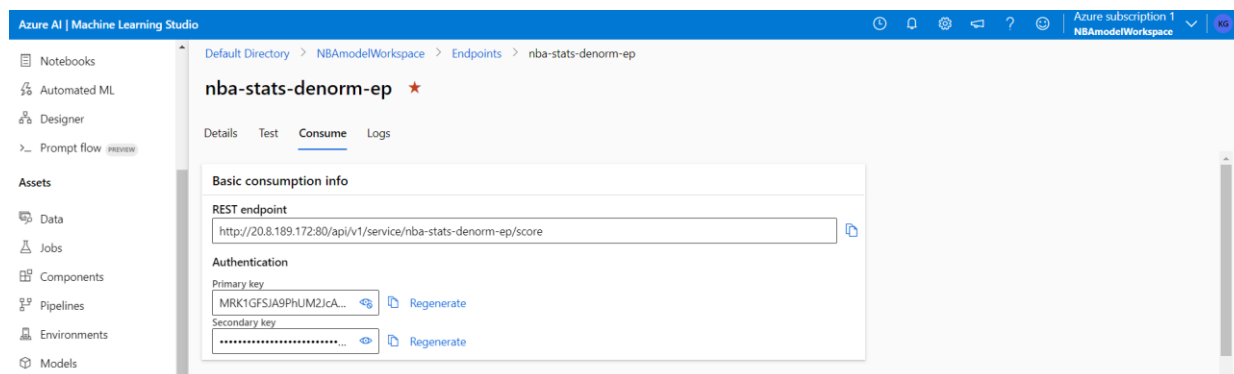 Azure AI | Machine Learning Studio
Azure subscription 1
NBAmodelWorkspace
KG
Notebooks
Automated ML
Designer
Prompt flow PREVIEW
Assets
Data
Jobs
Components
Pipelines
Environments
Models
Default Directory > NBAmodelWorkspace > Endpoints > nba-stats-denorm-ep
nba-stats-denorm-ep
Details Test Consume Logs
Basic consumption info
REST endpoint
http://20.8.189.172:80/api/v1/service/nba-stats-denorm-ep/score
Authentication
Primary key
MRK1GFSJA9PhUM2JcA... Regenerate
Secondary key
••••••••••••••••••••••••••... Regenerate